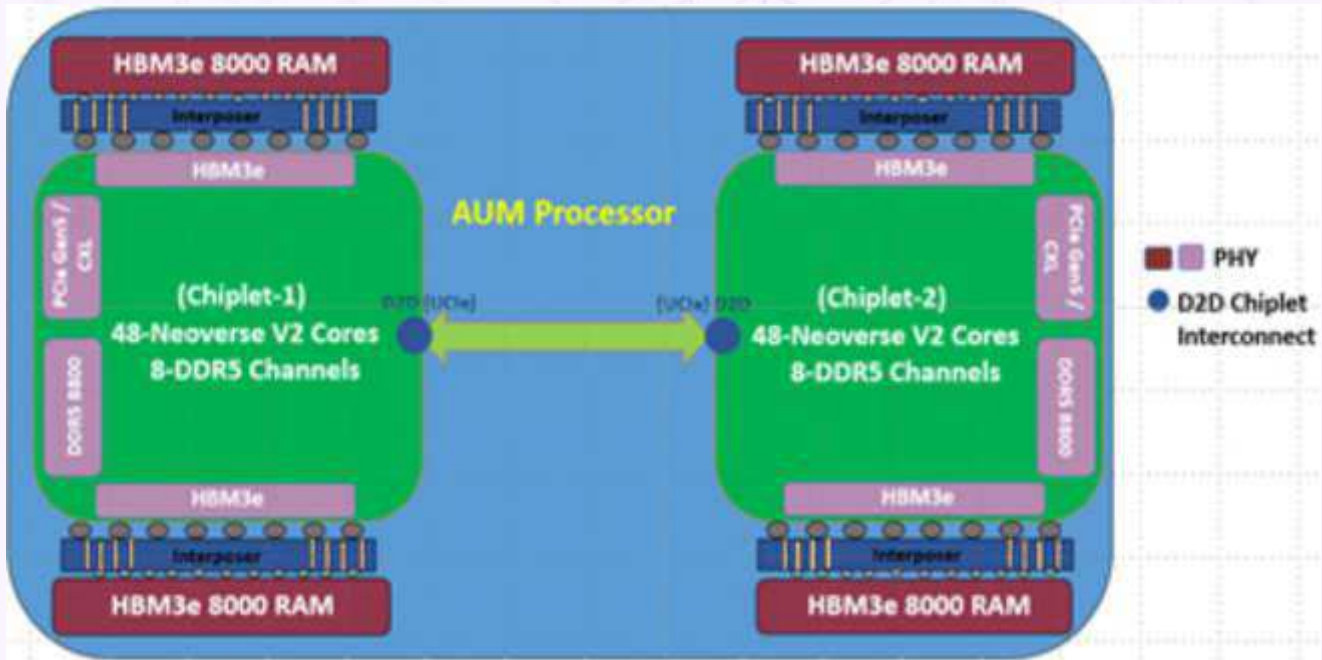 HBM3e 8000 RAM
Interposer
HBM3e
PCIe Gen5 /
CXL
DDR5 8800
(Chiplet-1)
48-Neoverse V2 Cores
8-DDR5 Channels
D2D (UCIe)
HBM3e
Interposer
HBM3e 8000 RAM
AUM Processor
HBM3e 8000 RAM
Interposer
HBM3e
(UCIe) D2D
(Chiplet-2)
48-Neoverse V2 Cores
8-DDR5 Channels
PCIe Gen5 /
CXL
DDR5 8800
HBM3e
Interposer
HBM3e 8000 RAM
PHY
D2D Chiplet
Interconnect